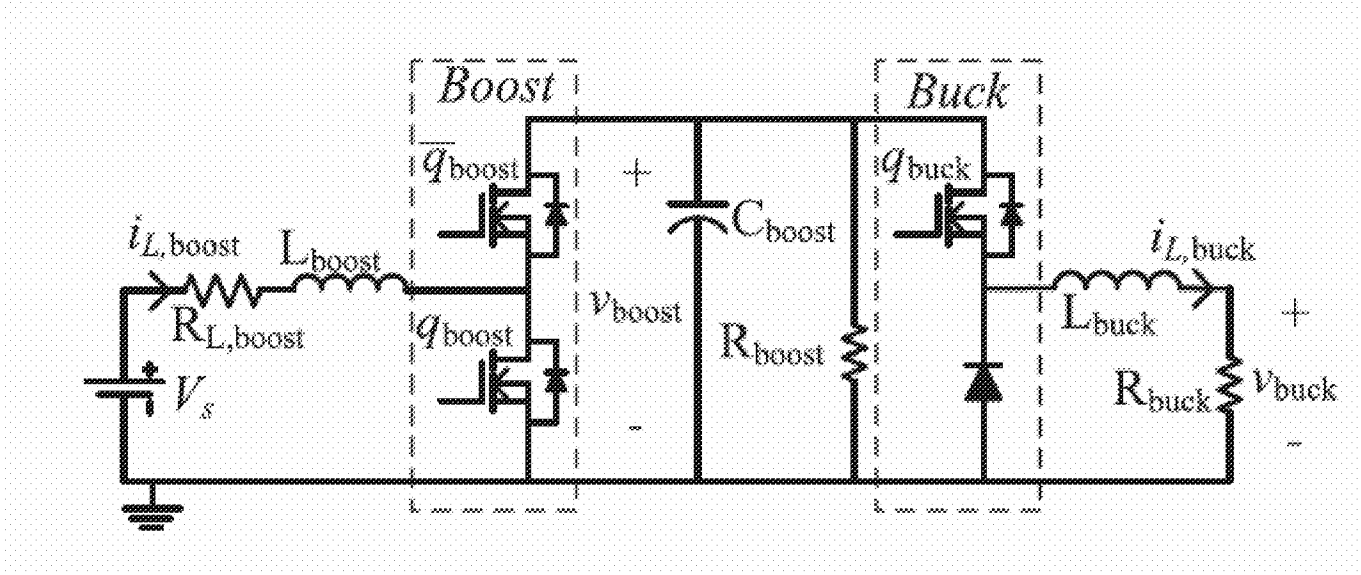 Boost
Buck
q̅boost
qbuck
+
Cboost
iL,boost
Lboost
iL,buck
RL,boost
vboost
qboost
Lbuck
+
Rboost
+
Vs
Rbuck
vbuck
-
-